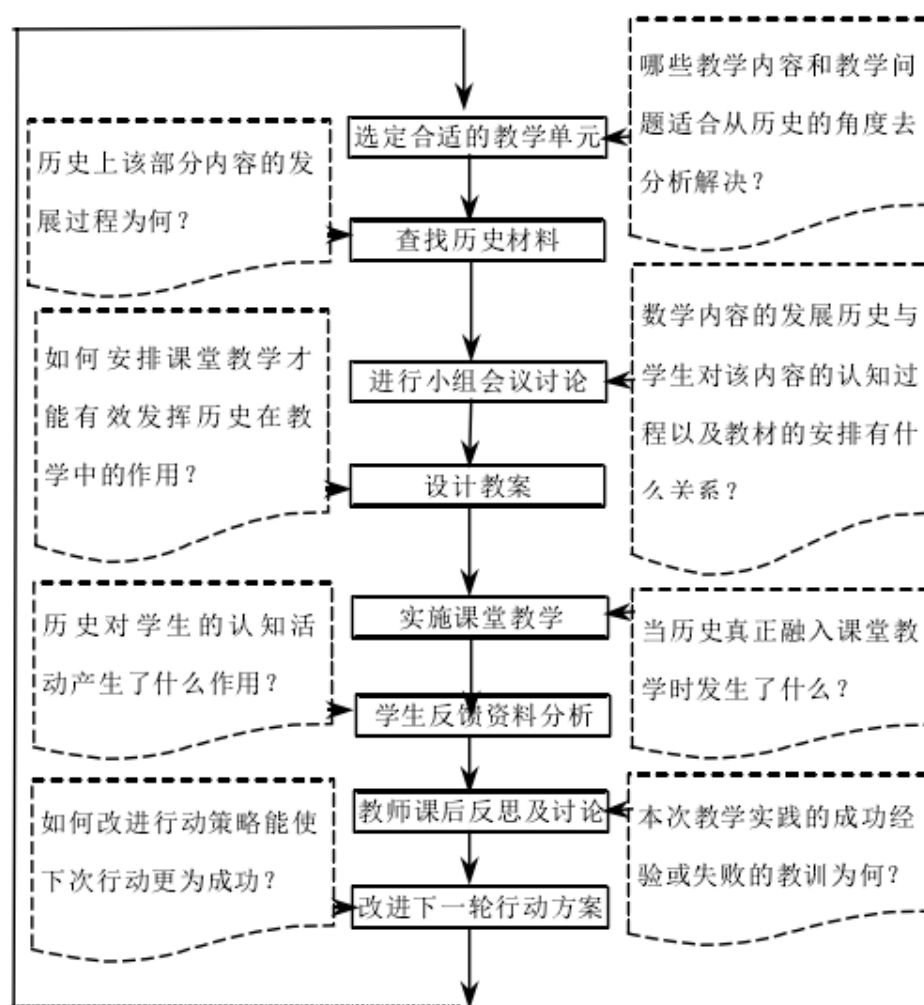 哪些教学内容和教学问
题适合从历史的角度去
分析解决?
选定合适的教学单元
历史上该部分内容的发
展过程为何?
查找历史材料
数学内容的发展历史与
学生对该内容的认知过
程以及教材的安排有什
么关系?
进行小组会议讨论
如何安排课堂教学才
能有效发挥历史在教
学中的作用?
设计教案
当历史真正融入课堂教
学时发生了什么?
实施课堂教学
历史对学生的认知活
动产生了什么作用?
学生反馈资料分析
本次教学实践的成功经
验或失败的教训为何?
教师课后反思及讨论
如何改进行动策略能使
下次行动更为成功?
改进下一轮行动方案